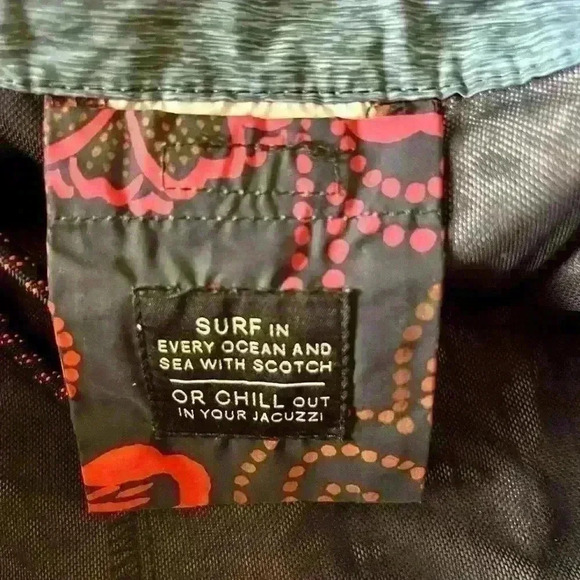 SURF IN
EVERY OCEAN AND
SEA WITH SCOTCH
OR CHILL OUT
IN YOUR JACUZZI